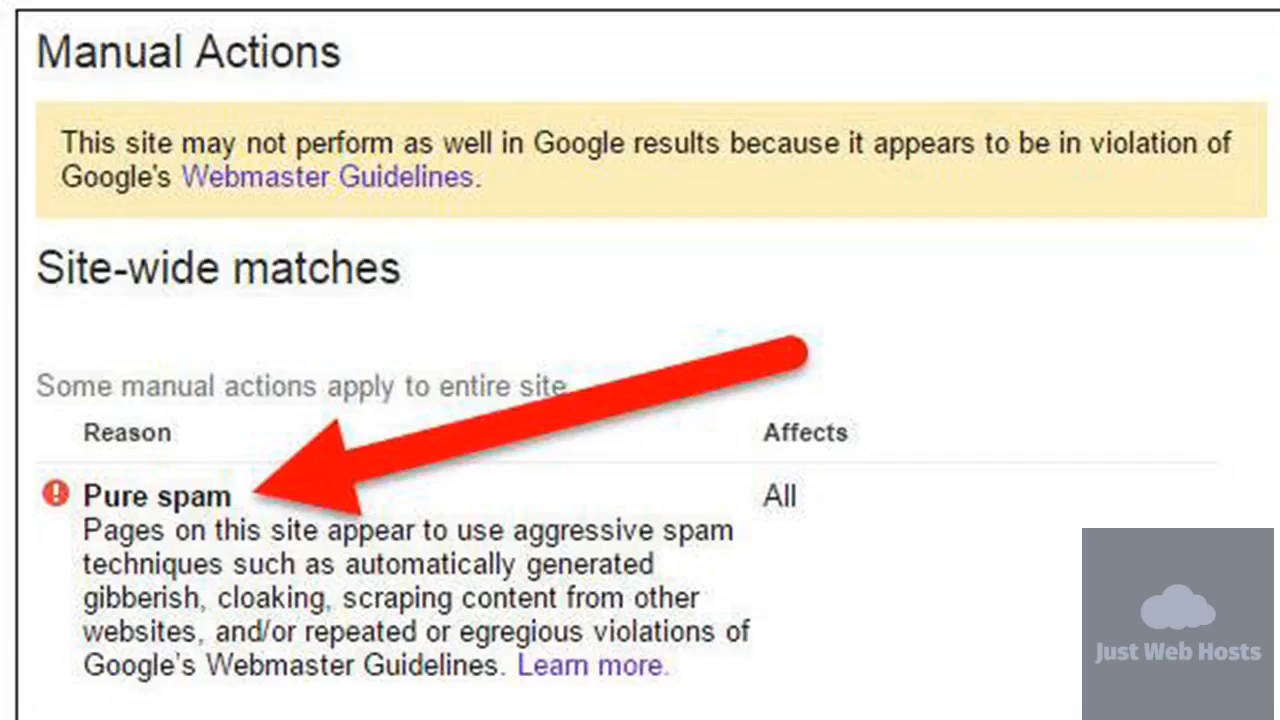 Manual Actions
This site may not perform as well in Google results because it appears to be in violation of
Google's Webmaster Guidelines.
Site-wide matches
Some manual actions apply to entire site
Reason
Affects
Pure spam
All
Pages on this site appear to use aggressive spam
techniques such as automatically generated
gibberish, cloaking, scraping content from other
websites, and/or repeated or egregious violations of
Google's Webmaster Guidelines. Learn more.
Just Web Hosts